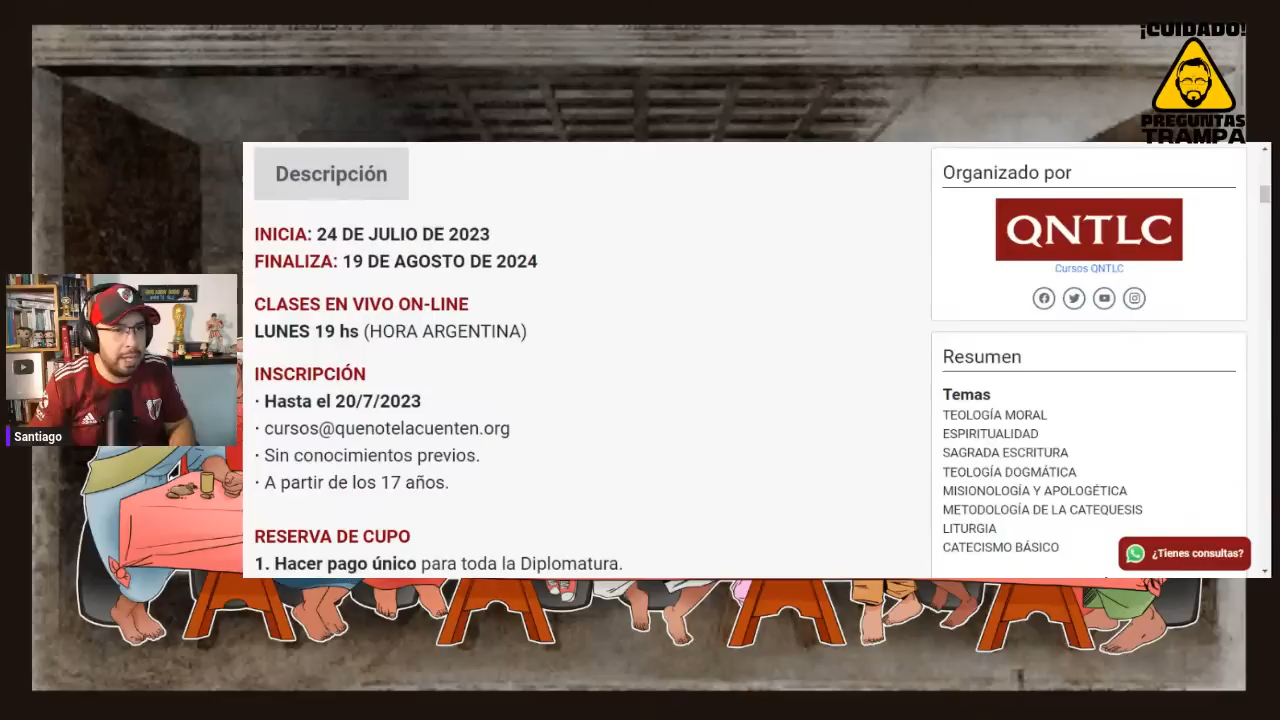 ¡CUIDADO!
PREGUNTAS
TRAMPA
Descripción
INICIA: 24 DE JULIO DE 2023
FINALIZA: 19 DE AGOSTO DE 2024
CLASES EN VIVO ON-LINE
LUNES 19 hs (HORA ARGENTINA)
INSCRIPCIÓN
· Hasta el 20/7/2023
· cursos@quenotelacuenten.org
· Sin conocimientos previos.
· A partir de los 17 años.
RESERVA DE CUPO
1. Hacer pago único para toda la Diplomatura.
Organizado por
QNTLC
Cursos QNTLC
Resumen
Temas
TEOLOGÍA MORAL
ESPIRITUALIDAD
SAGRADA ESCRITURA
TEOLOGÍA DOGMÁTICA
MISIONOLOGÍA Y APOLOGÉTICA
METODOLOGÍA DE LA CATEQUESIS
LITURGIA
CATECISMO BÁSICO
¿Tienes consultas?
Santiago